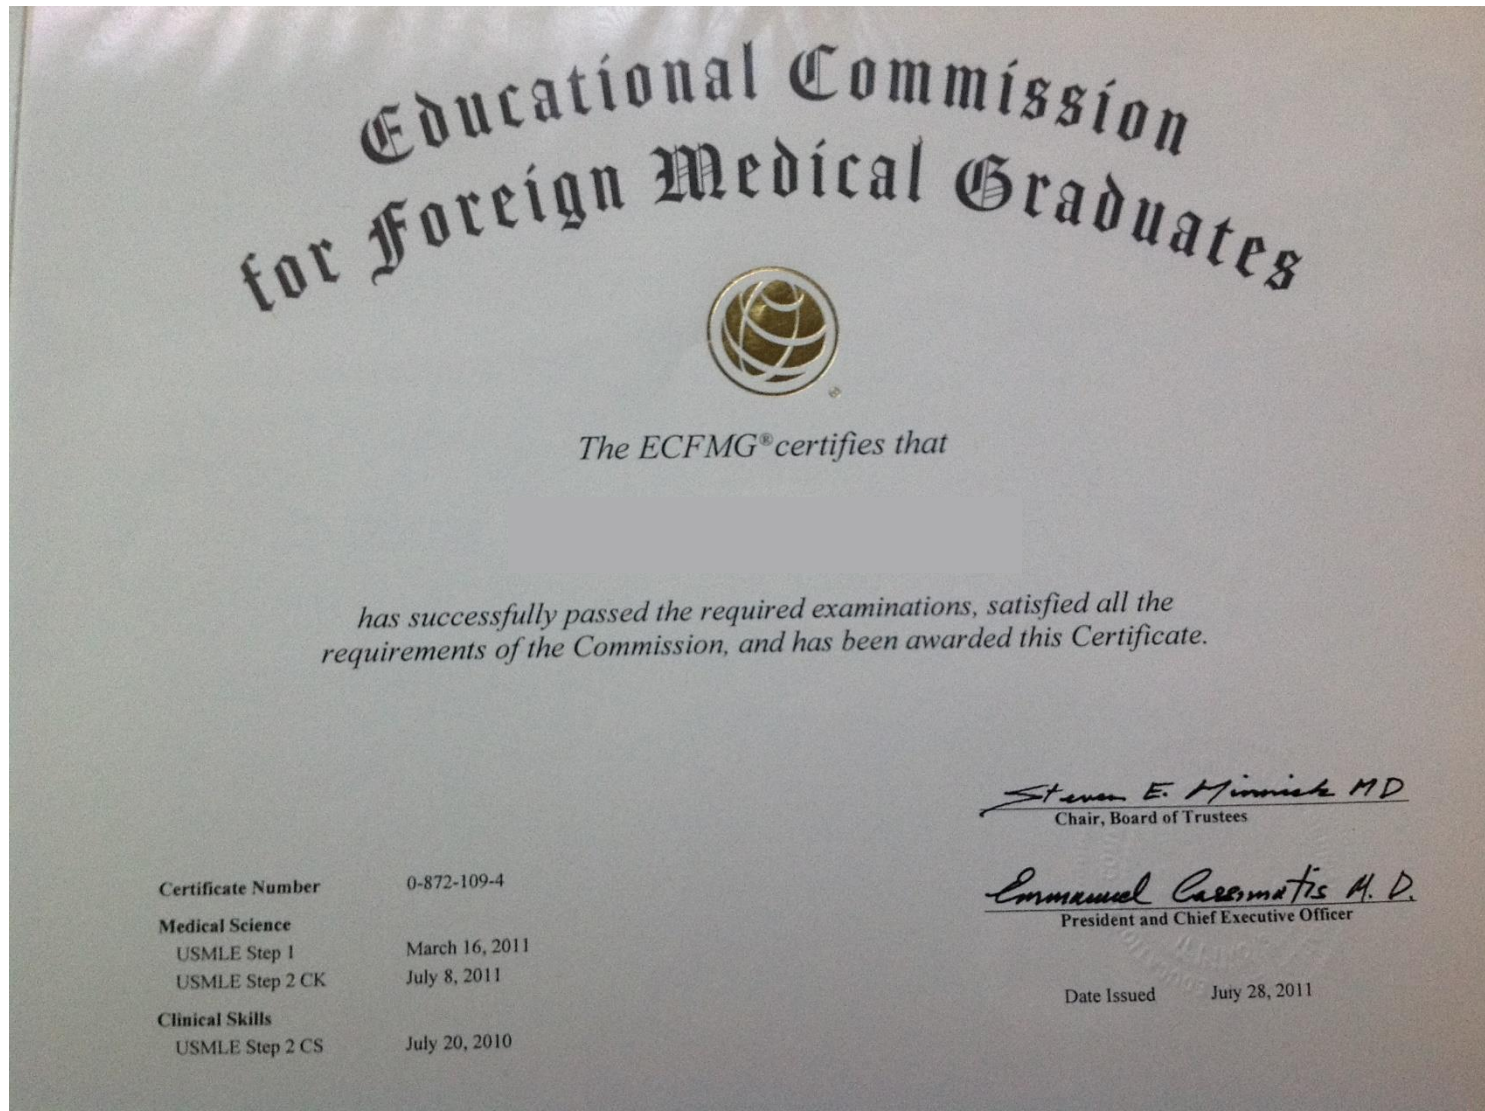 Educational Commission
for Foreign Medical Graduates
®
The ECFMG® certifies that
has successfully passed the required examinations, satisfied all the
requirements of the Commission, and has been awarded this Certificate.
Steven E. Minnick MD
Chair, Board of Trustees
Emmanuel Cassimatis M. D.
President and Chief Executive Officer
Date Issued July 28, 2011
Certificate Number 0-872-109-4
Medical Science
USMLE Step 1 March 16, 2011
USMLE Step 2 CK July 8, 2011
Clinical Skills
USMLE Step 2 CS July 20, 2010